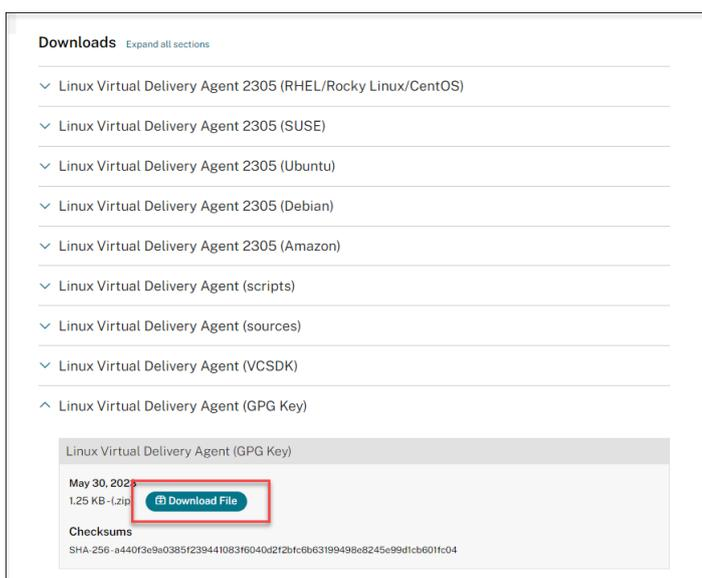 Downloads Expand all sections
Linux Virtual Delivery Agent 2305 (RHEL/Rocky Linux/CentOS)
Linux Virtual Delivery Agent 2305 (SUSE)
Linux Virtual Delivery Agent 2305 (Ubuntu)
Linux Virtual Delivery Agent 2305 (Debian)
Linux Virtual Delivery Agent 2305 (Amazon)
Linux Virtual Delivery Agent (scripts)
Linux Virtual Delivery Agent (sources)
Linux Virtual Delivery Agent (VCSDK)
Linux Virtual Delivery Agent (GPG Key)
Linux Virtual Delivery Agent (GPG Key)
May 30, 2023
1.25 KB - (.zip) Download File
Checksums
SHA-256 - a440f3e9a0385f239441083f6040d2f2bfc6b63199498e8245e99d1cb601fc04